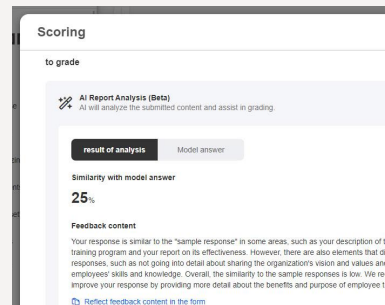 Scoring
to grade
AI Report Analysis (Beta)
AI will analyze the submitted content and assist in grading.
result of analysis Model answer
Similarity with model answer
25%
Feedback content
Your response is similar to the "sample response" in some areas, such as your description of
training program and your report on its effectiveness. However, there are also elements that
responses, such as not going into detail about sharing the organization's vision and values
employees' skills and knowledge. Overall, the similarity to the sample responses is low. We
improve your response by providing more detail about the benefits and purpose of employee
Reflect feedback content in the form